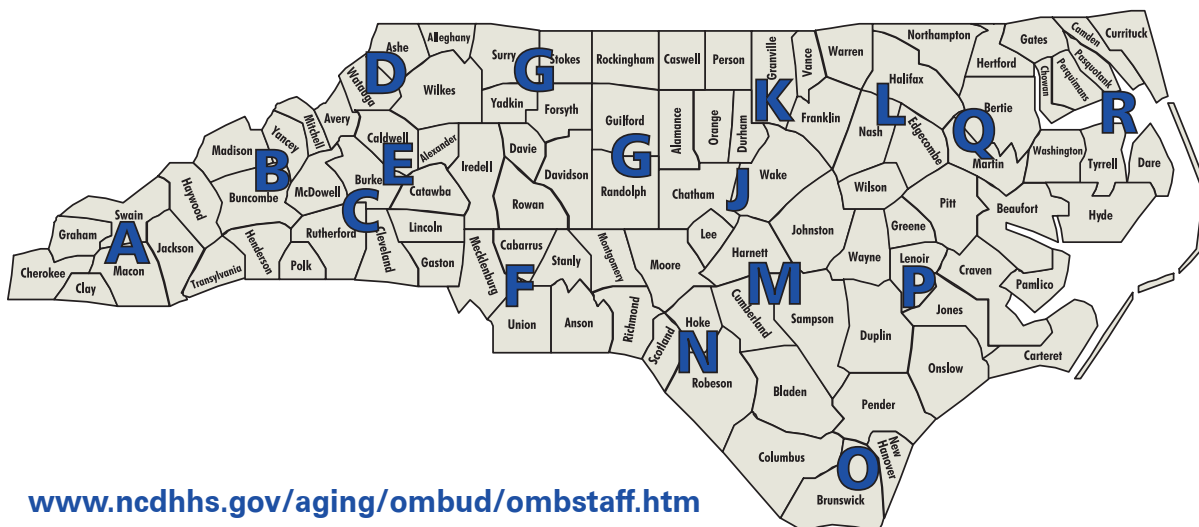 Ashe
Alleghany
Surry
Stokes
Rockingham
Caswell
Person
Granville
Vance
Warren
Northampton
Gates
Camden
Currituck
Hertford
Pasquotank
Perquimans
Chowan
Halifax
Bertie
Watauga
Wilkes
Yadkin
Forsyth
Guilford
Alamance
Orange
Durham
Franklin
Nash
Edgecombe
Martin
Washington
Tyrrell
Dare
D
G
K
L
Q
R
Madison
Yancey
Mitchell
Avery
Caldwell
Alexander
Iredell
Davie
Davidson
Randolph
Chatham
Wake
Wilson
Pitt
Beaufort
Hyde
B
E
G
J
Haywood
Buncombe
McDowell
Burke
Catawba
Rowan
Johnston
Greene
C
Swain
Graham
Jackson
Macon
Cherokee
Clay
Transylvania
Henderson
Polk
Rutherford
Cleveland
Lincoln
Gaston
Mecklenburg
Cabarrus
Stanly
Montgomery
Moore
Lee
Harnett
Wayne
Lenoir
Craven
Pamlico
A
F
M
P
Union
Anson
Richmond
Scotland
Hoke
Cumberland
Sampson
Duplin
Jones
Carteret
Onslow
N
Robeson
Bladen
Pender
Columbus
New
Hanover
O
Brunswick
www.ncdhhs.gov/aging/ombud/ombstaff.htm